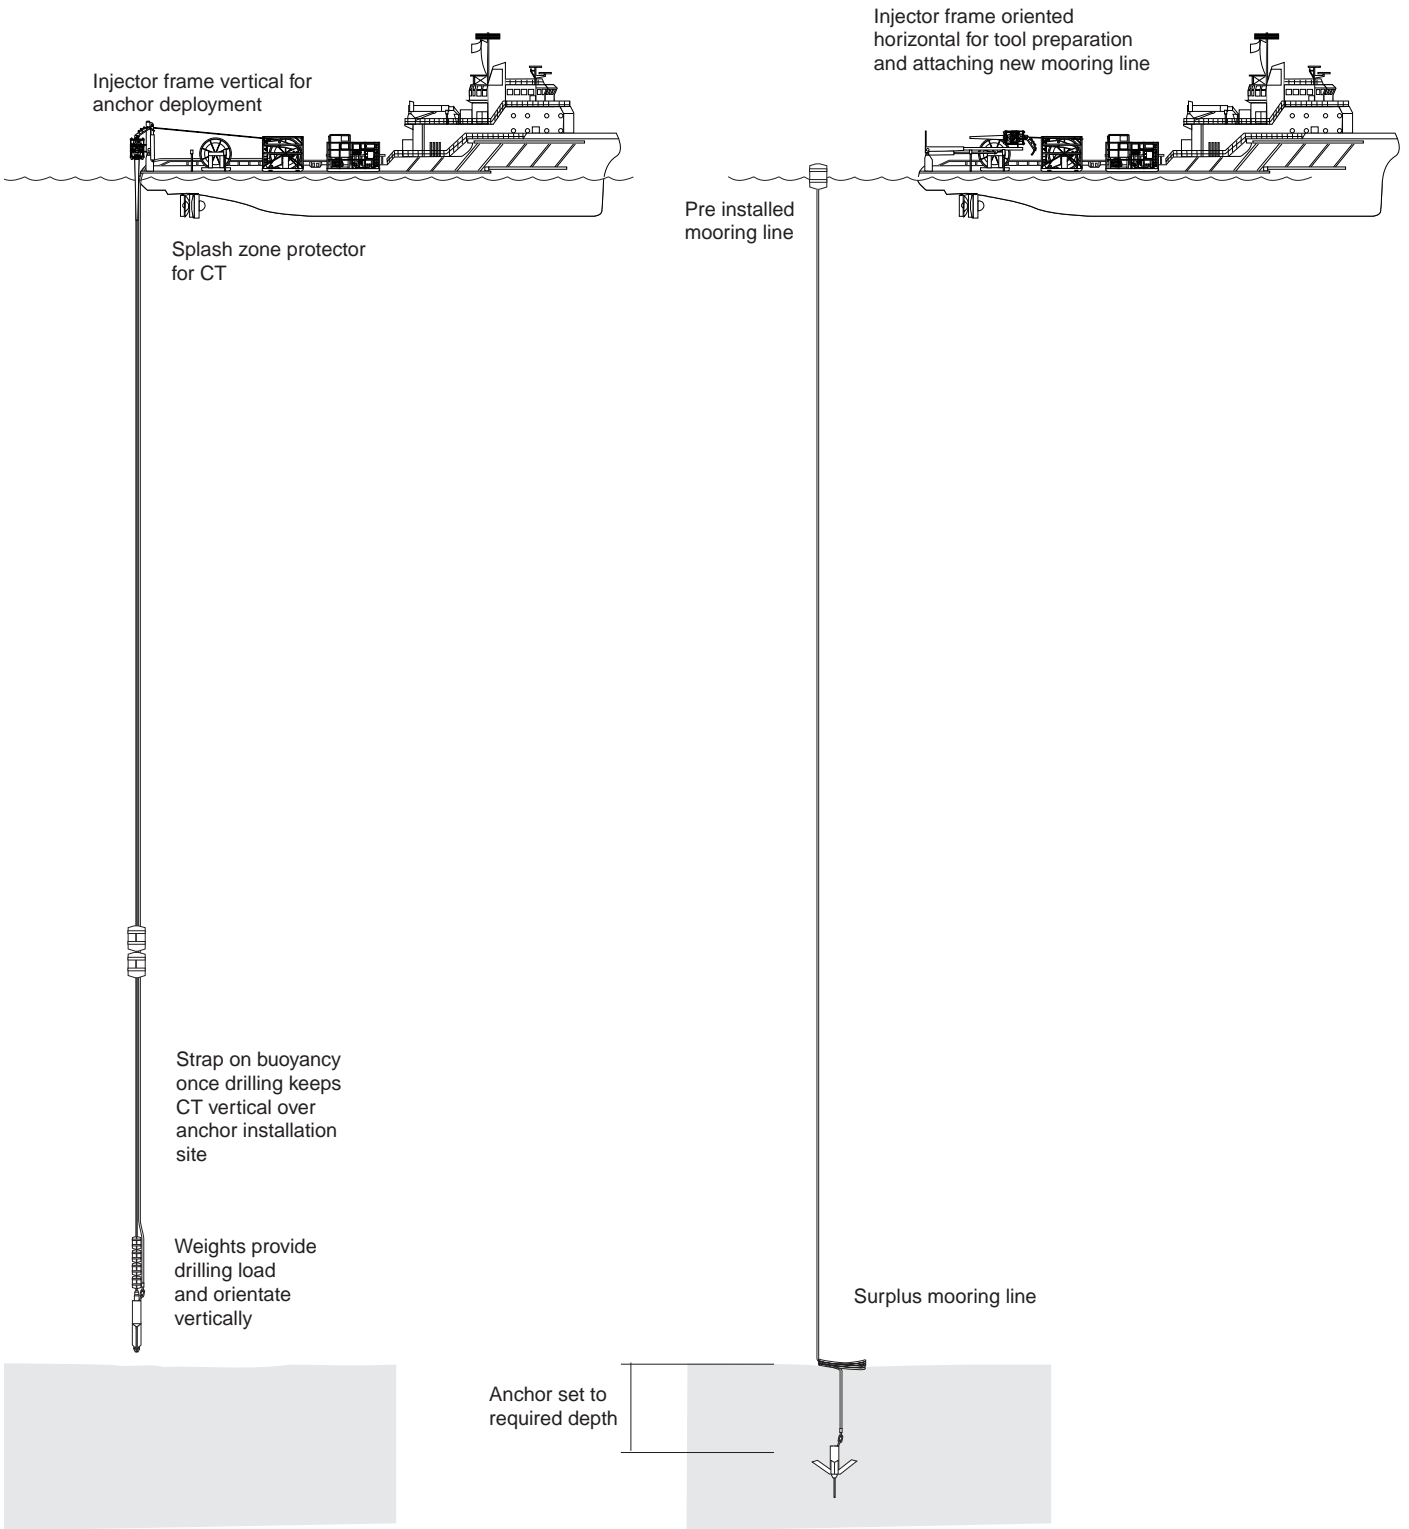 Injector frame vertical for
anchor deployment
Splash zone protector
for CT
Strap on buoyancy
once drilling keeps
CT vertical over
anchor installation
site
Weights provide
drilling load
and orientate
vertically
Injector frame oriented
horizontal for tool preparation
and attaching new mooring line
Pre installed
mooring line
Surplus mooring line
Anchor set to
required depth